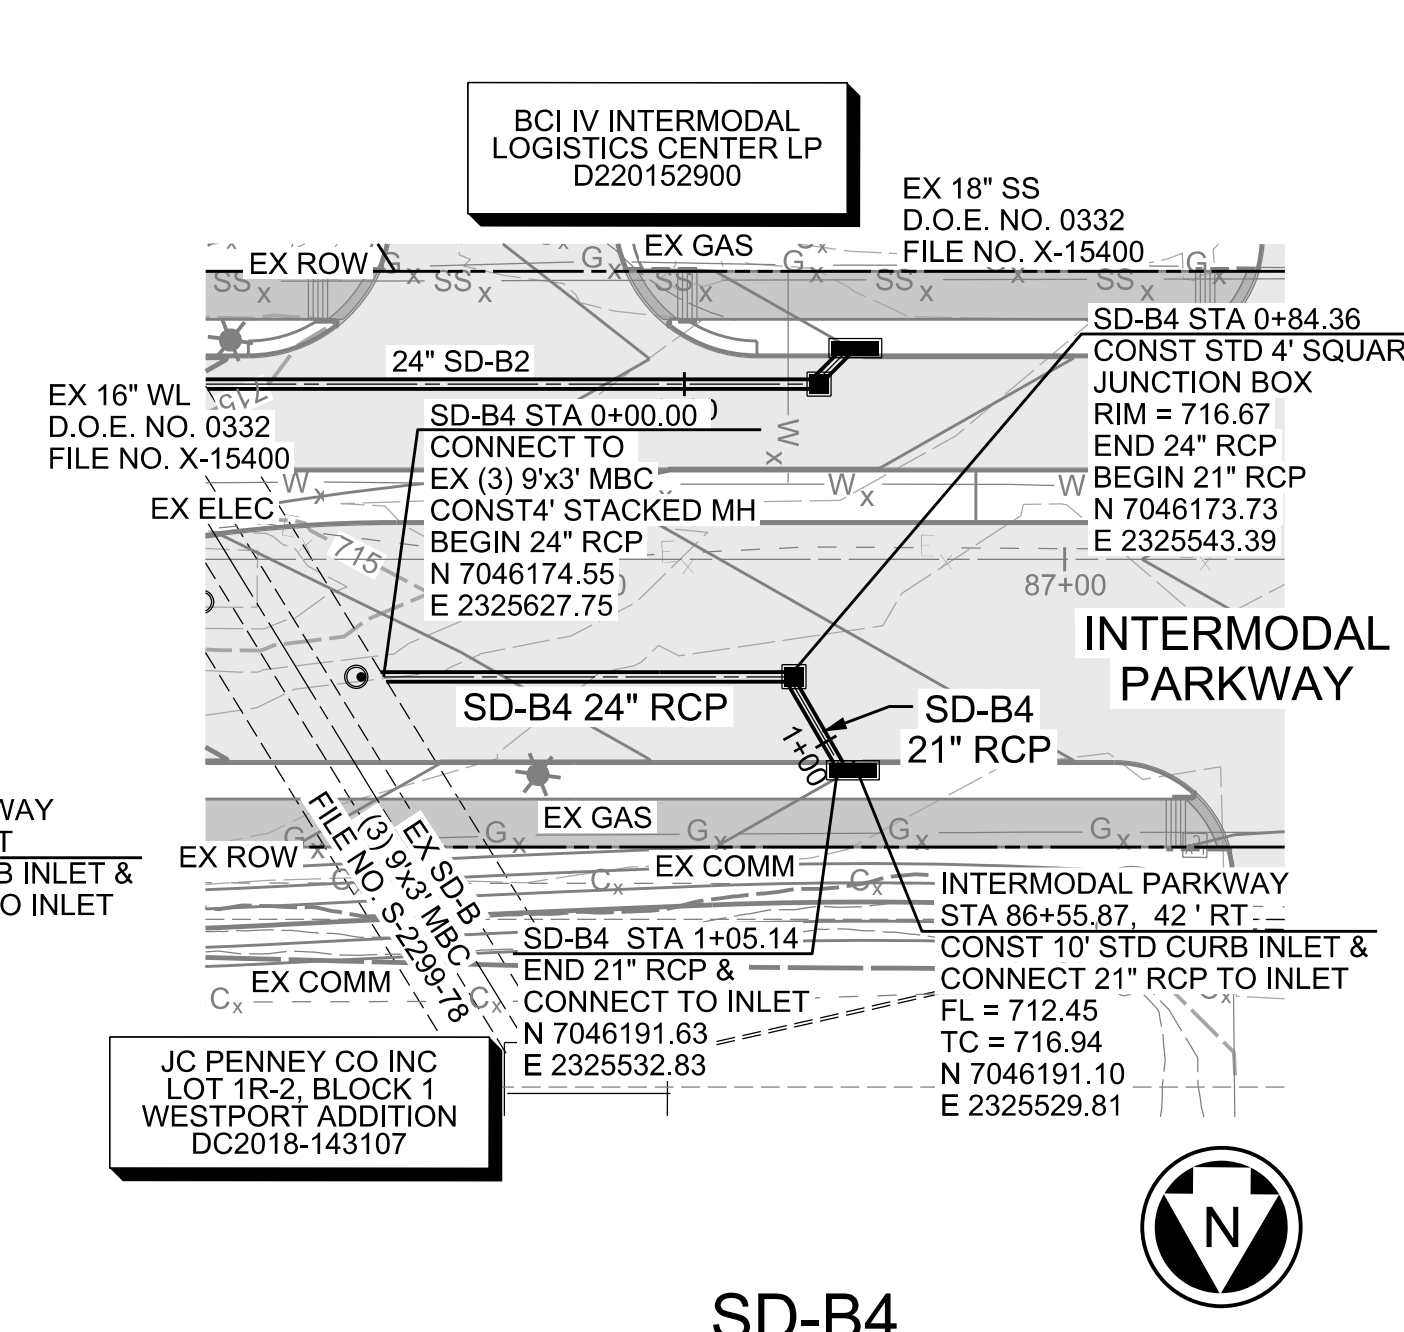 BCI IV INTERMODAL
LOGISTICS CENTER LP
D220152900
EX 18" SS
D.O.E. NO. 0332
FILE NO. X-15400
EX GAS
EX ROW
G
x
G
x
G
x
G
x
G
x
SS
x
SS
x
SS
x
SS
x
SS
x
SD-B4 STA 0+84.36
CONST STD 4' SQUAR
JUNCTION BOX
RIM = 716.67
END 24" RCP
BEGIN 21" RCP
N 7046173.73
E 2325543.39
24" SD-B2
715
EX 16" WL
D.O.E. NO. 0332
FILE NO. X-15400
EX ELEC
SD-B4 STA 0+00.00
CONNECT TO
EX (3) 9'x3' MBC
CONST4' STACKED MH
BEGIN 24" RCP
N 7046174.55
E 2325627.75
W
x
W
x
W
x
W
E
x
E
x
715
87+00
INTERMODAL
PARKWAY
SD-B4 24" RCP
SD-B4
21" RCP
1+00
WAY
T
B INLET &
O INLET
EX GAS
G
x
G
x
G
x
G
x
G
x
EX ROW
EX COMM
C
C
x
C
x
EX SD-B
(3) 9'x3' MBC
FILE NO. S-2299-78
INTERMODAL PARKWAY
STA 86+55.87, 42 ' RT
CONST 10' STD CURB INLET &
CONNECT 21" RCP TO INLET
FL = 712.45
TC = 716.94
N 7046191.10
E 2325529.81
SD-B4 STA 1+05.14
END 21" RCP &
CONNECT TO INLET
N 7046191.63
E 2325532.83
EX COMM
C
x
C
x
C
x
JC PENNEY CO INC
LOT 1R-2, BLOCK 1
WESTPORT ADDITION
DC2018-143107
N
SD-B4